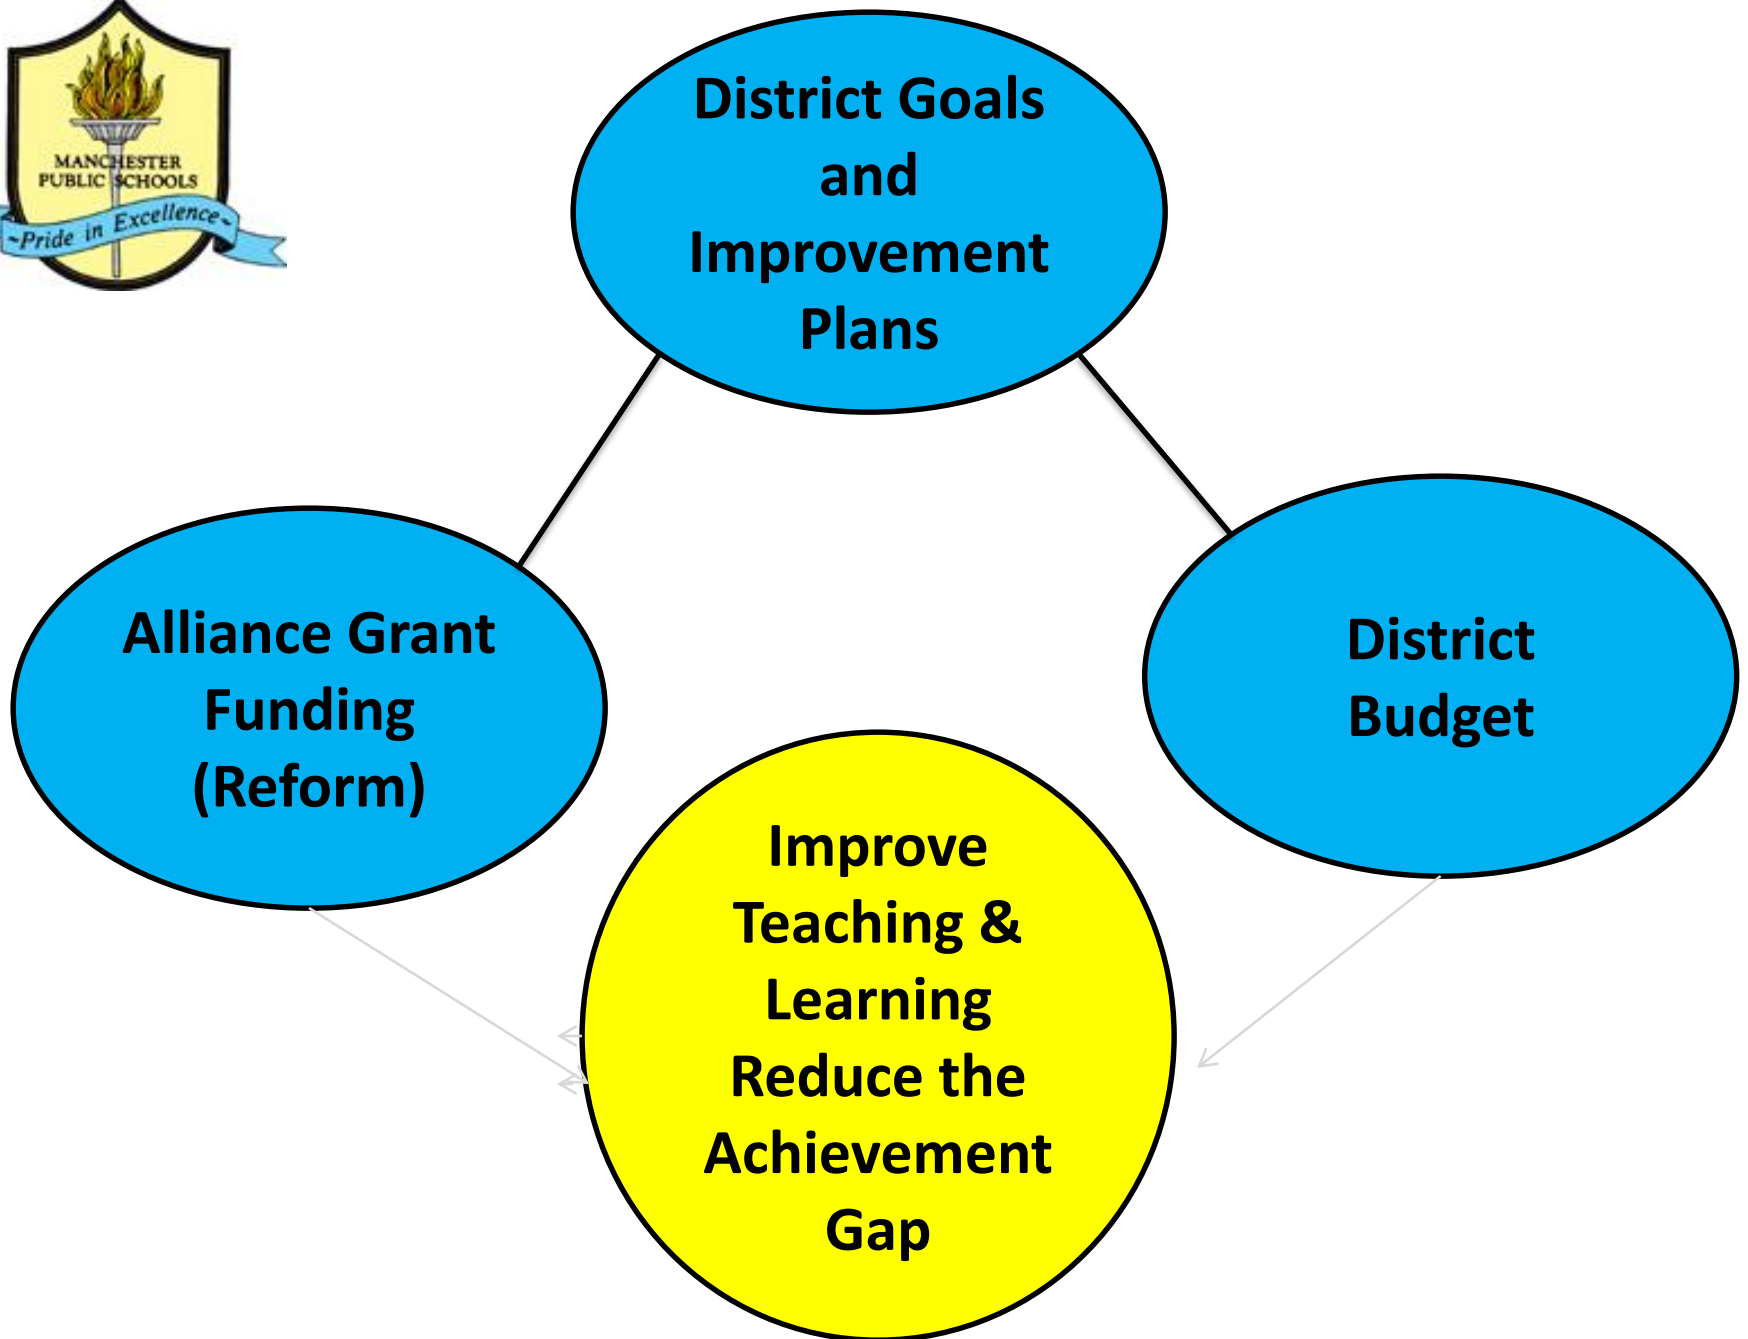 MANCHESTER
PUBLIC SCHOOLS
~Pride in Excellence~
District Goals
and
Improvement
Plans
Alliance Grant
Funding
(Reform)
District
Budget
Improve
Teaching &
Learning
Reduce the
Achievement
Gap